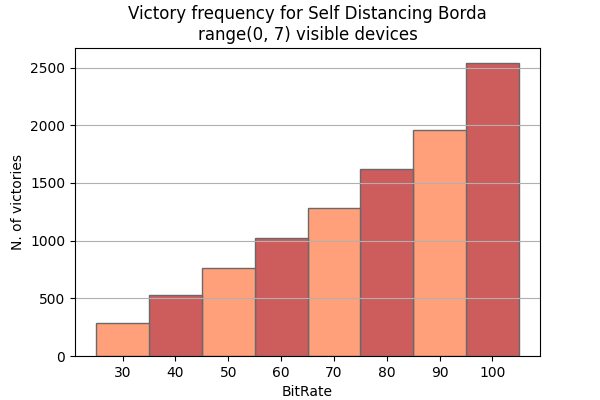 Victory frequency for Self Distancing Borda
range(0, 7) visible devices
N. of victories
2500
2000
1500
1000
500
0
30 40 50 60 70 80 90 100
BitRate